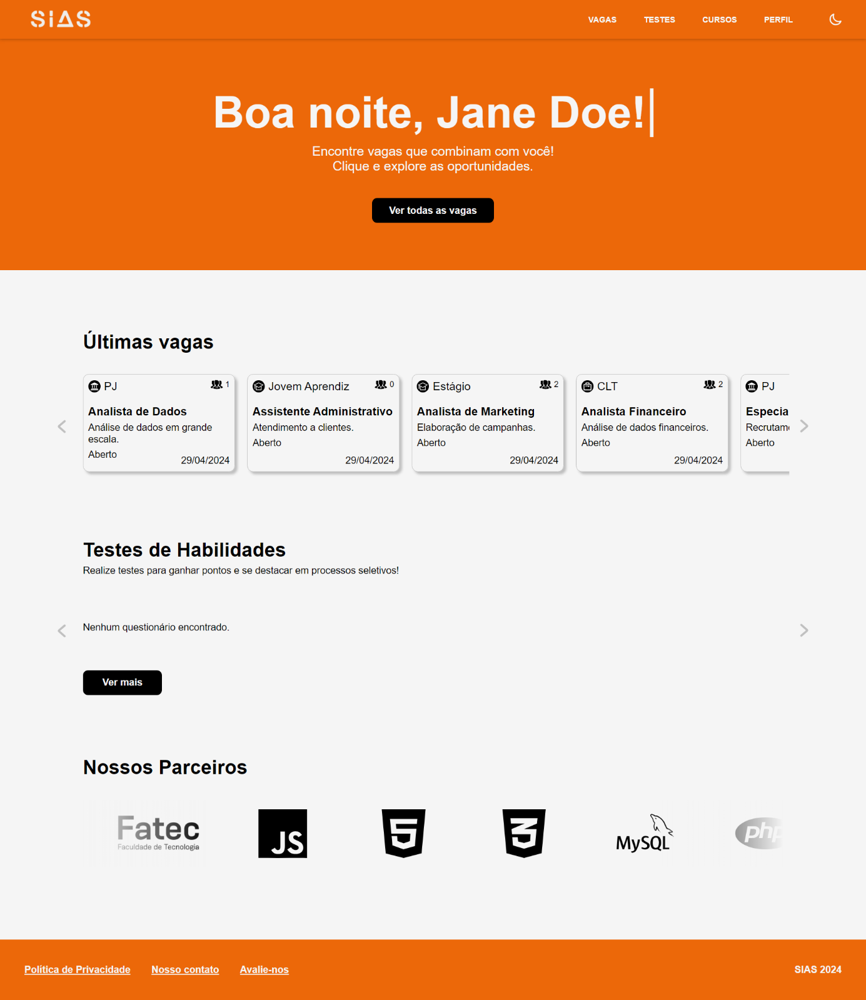 SIAS
VAGAS
TESTES
CURSOS
PERFIL
Boa noite, Jane Doe!
Encontre vagas que combinam com você!
Clique e explore as oportunidades.
Ver todas as vagas
Últimas vagas
PJ
1
Analista de Dados
Análise de dados em grande
escala.
Aberto
29/04/2024
Jovem Aprendiz
0
Assistente Administrativo
Atendimento a clientes.
Aberto
29/04/2024
Estágio
2
Analista de Marketing
Elaboração de campanhas.
Aberto
29/04/2024
CLT
2
Analista Financeiro
Análise de dados financeiros.
Aberto
29/04/2024
PJ
Especia
Recrutam
Aberto
Testes de Habilidades
Realize testes para ganhar pontos e se destacar em processos seletivos!
Nenhum questionário encontrado.
Ver mais
Nossos Parceiros
Fatec
Faculdade de Tecnologia
JS
5
3
MySQL
php
Política de Privacidade
Nosso contato
Avalie-nos
SIAS 2024